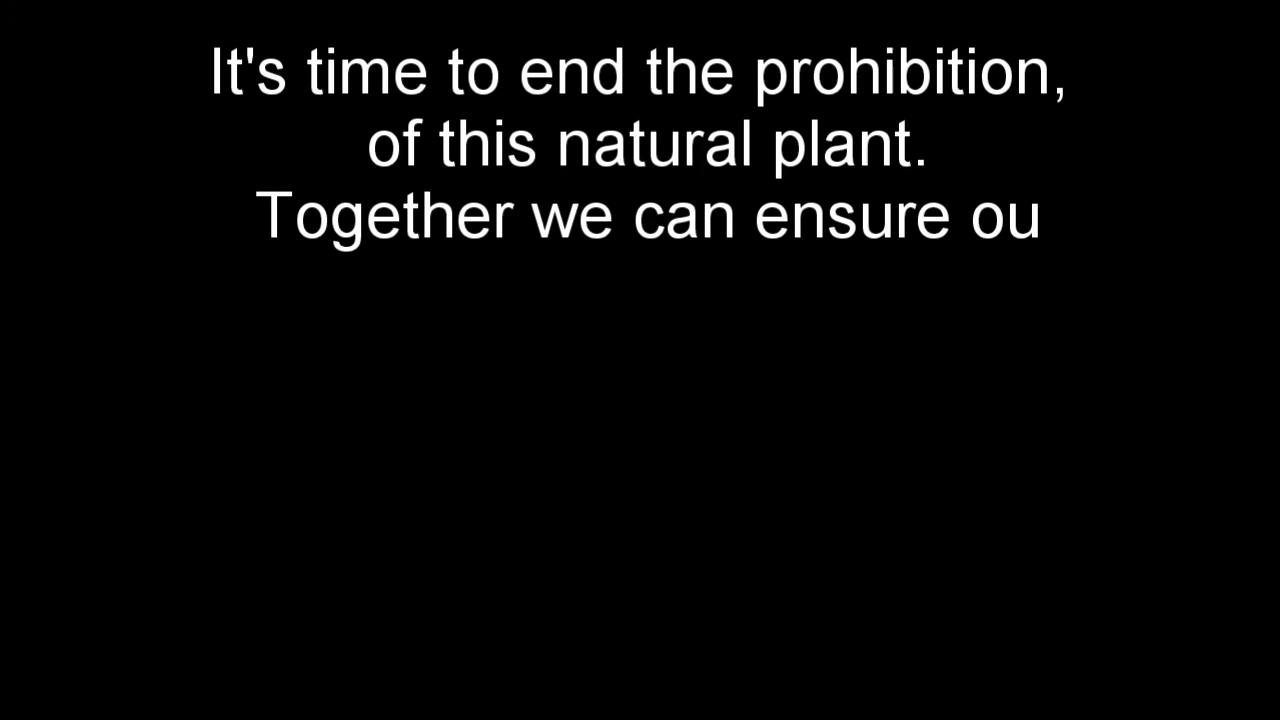 It's time to end the prohibition,
of this natural plant.
Together we can ensure ou